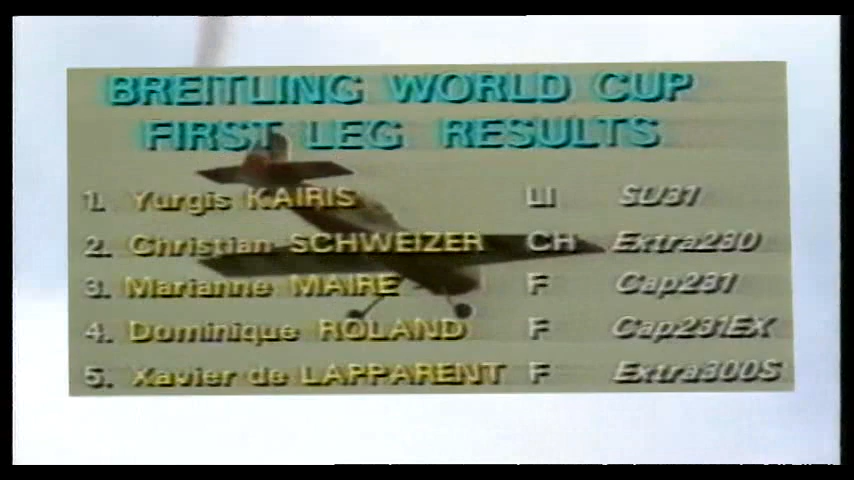 BREITLING WORLD CUP
FIRST LEG RESULTS
1. Yurgis KAIRIS LI SU31
2. Christian SCHWEIZER CH Extra230
3. Marianne MAIRE F Cap231
4. Dominique ROLAND F Cap231EX
5. Xavier de LAPPARENT F Extra300S